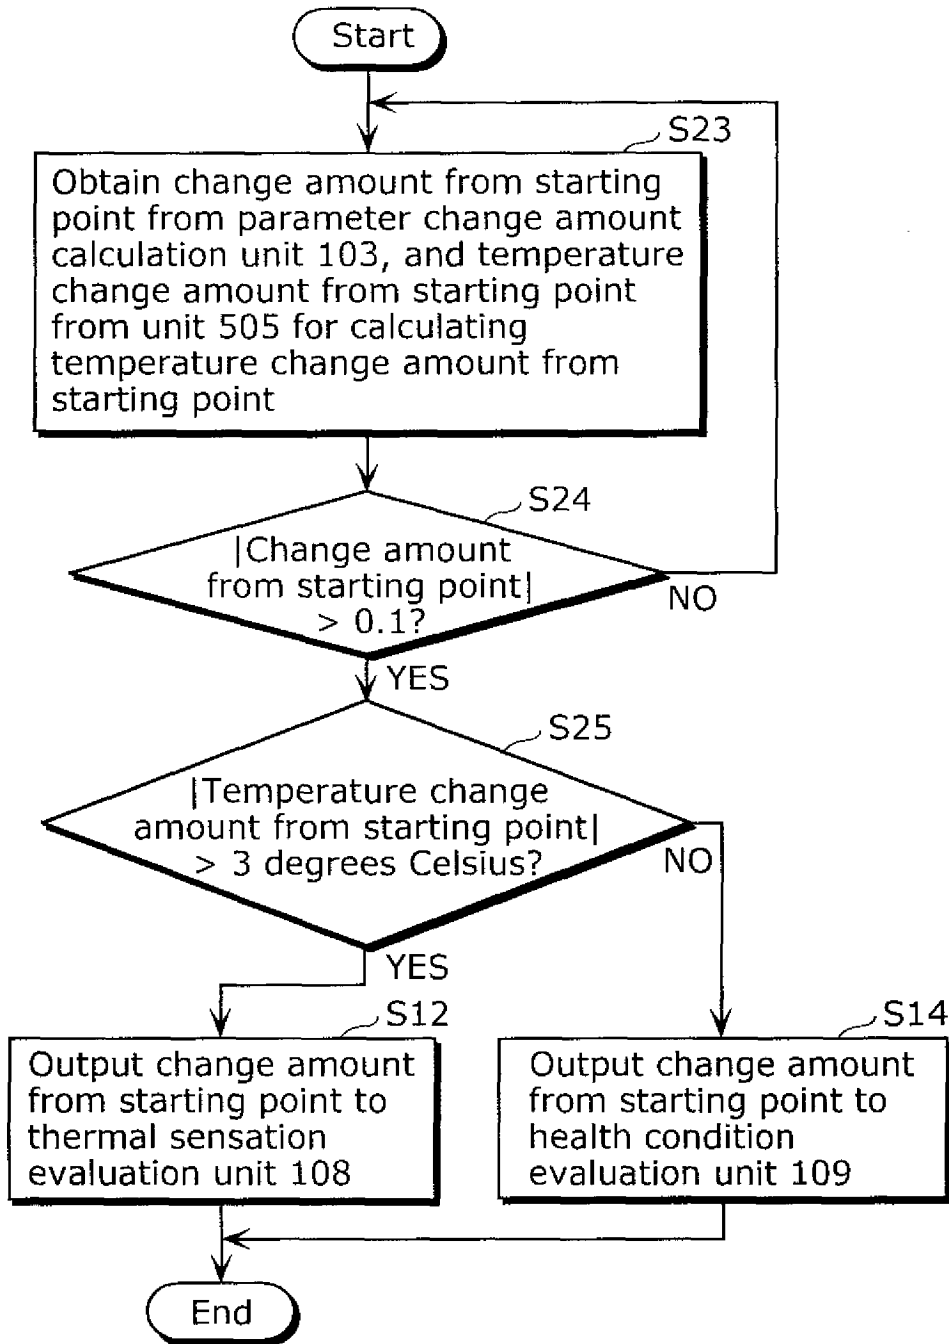 Start
S23
Obtain change amount from starting
point from parameter change amount
calculation unit 103, and temperature
change amount from starting point
from unit 505 for calculating
temperature change amount from
starting point
S24
|Change amount
from starting point|
> 0.1?
NO
YES
S25
|Temperature change
amount from starting point|
> 3 degrees Celsius?
NO
YES
S12
Output change amount
from starting point to
thermal sensation
evaluation unit 108
S14
Output change amount
from starting point to
health condition
evaluation unit 109
End